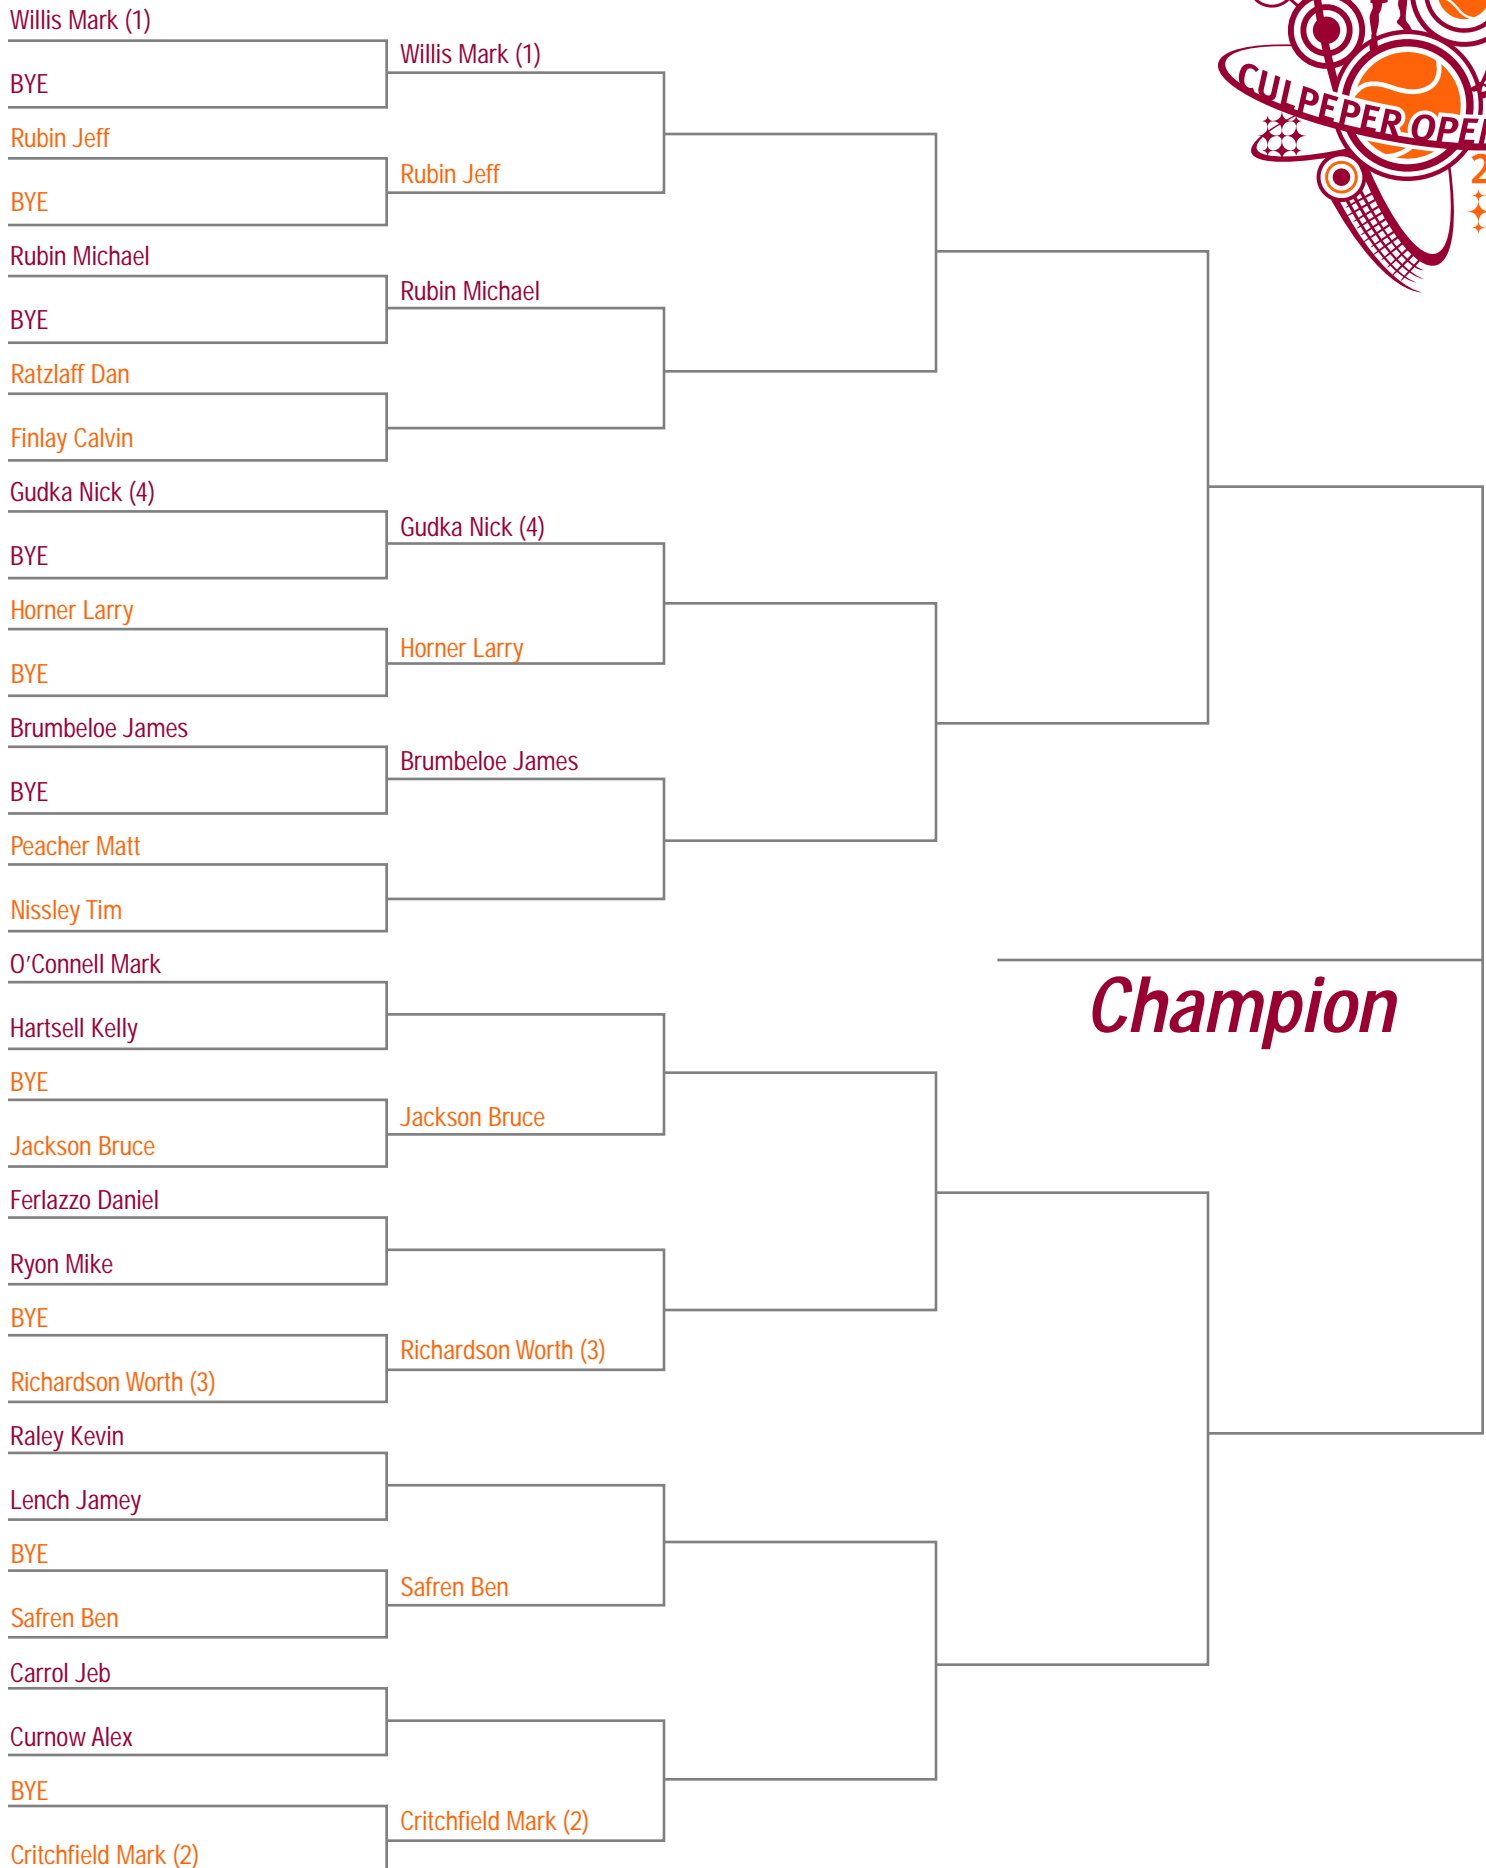 Willis Mark (1)
BYE
Rubin Jeff
BYE
Rubin Michael
BYE
Ratzlaff Dan
Finlay Calvin
Gudka Nick (4)
BYE
Horner Larry
BYE
Brumbeloe James
BYE
Peacher Matt
Nissley Tim
O'Connell Mark
Hartsell Kelly
BYE
Jackson Bruce
Ferlazzo Daniel
Ryon Mike
BYE
Richardson Worth (3)
Raley Kevin
Lench Jamey
BYE
Safren Ben
Carrol Jeb
Curnow Alex
BYE
Critchfield Mark (2)
Willis Mark (1)
Rubin Jeff
Rubin Michael
Gudka Nick (4)
Horner Larry
Brumbeloe James
Jackson Bruce
Richardson Worth (3)
Safren Ben
Critchfield Mark (2)
Champion
CULPEPER